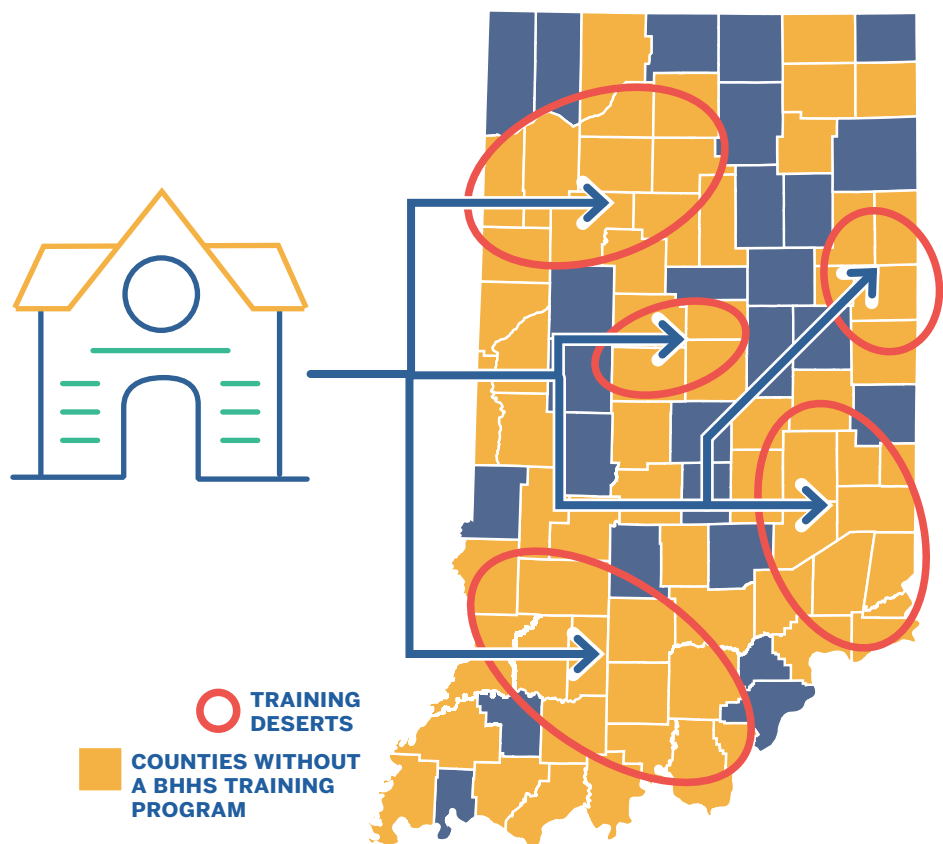 TRAINING
DESERTS
COUNTIES WITHOUT
A BHHS TRAINING
PROGRAM